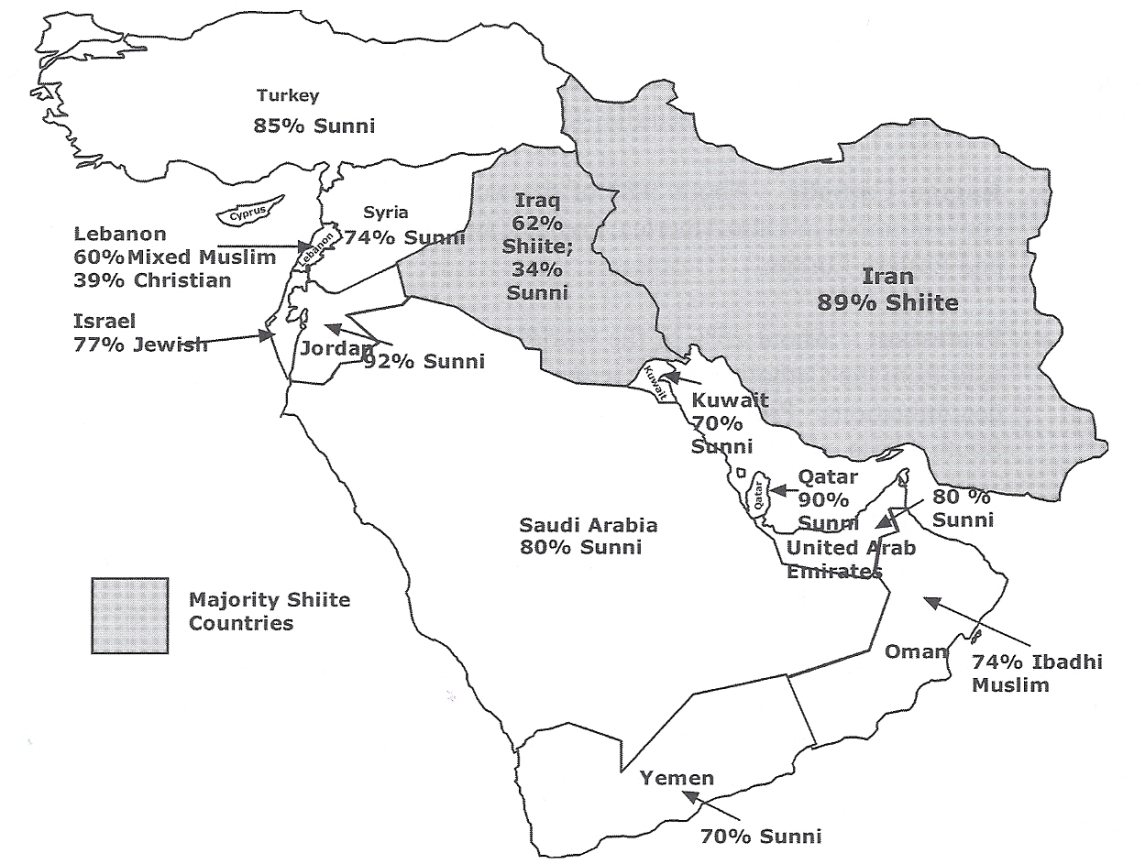 Turkey
85% Sunni
Cyprus
Syria
74% Sunni
Lebanon
Lebanon
60%Mixed Muslim
39% Christian
Israel
77% Jewish
Jordan
92% Sunni
Iraq
62%
Shiite;
34%
Sunni
Iran
89% Shiite
Kuwait
Kuwait
70%
Sunni
Qatar
Qatar
90%
Sunni
80 %
Sunni
United Arab
Emirates
Saudi Arabia
80% Sunni
Majority Shiite
Countries
Oman
74% Ibadhi
Muslim
Yemen
70% Sunni